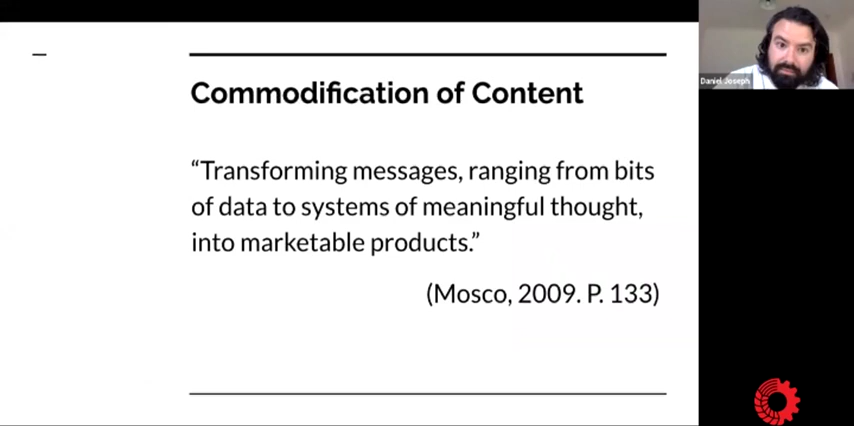 Commodification of Content
“Transforming messages, ranging from bits
of data to systems of meaningful thought,
into marketable products.”
(Mosco, 2009. P. 133)
Daniel Joseph